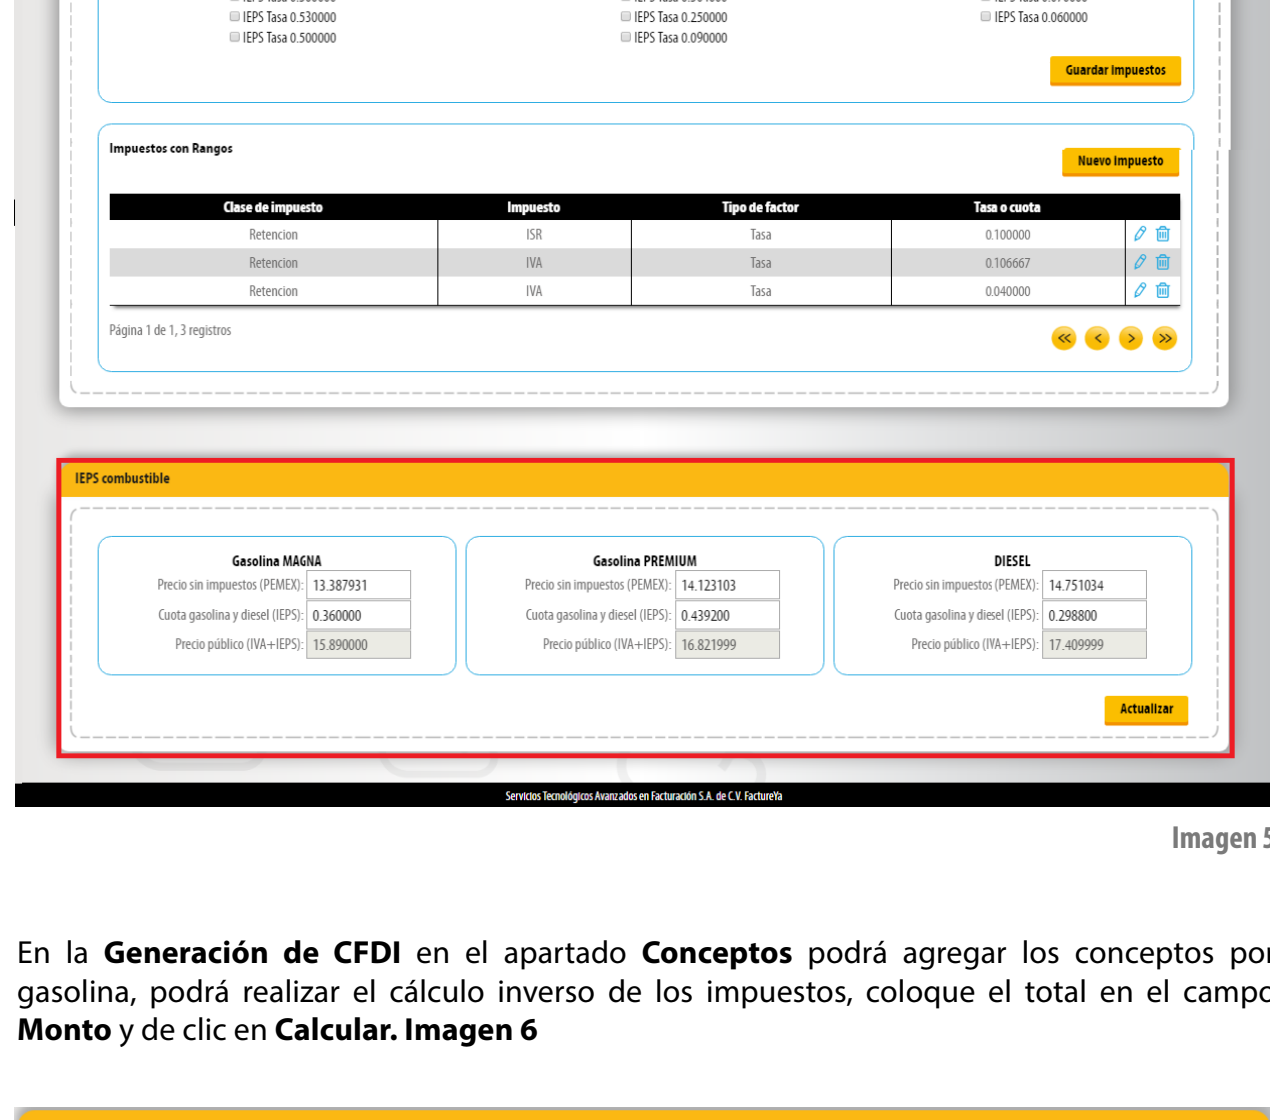 IEPS Tasa 0.530000 IEPS Tasa 0.250000 IEPS Tasa 0.060000
IEPS Tasa 0.500000 IEPS Tasa 0.090000
Guardar impuestos
Impuestos con Rangos
Nuevo impuesto
Clase de impuesto Impuesto Tipo de factor Tasa o cuota
Retencion ISR Tasa 0.100000
Retencion IVA Tasa 0.106667
Retencion IVA Tasa 0.040000
Página 1 de 1, 3 registros
IEPS combustible
Gasolina MAGNA
Precio sin impuestos (PEMEX): 13.387931
Cuota gasolina y diesel (IEPS): 0.360000
Precio público (IVA+IEPS): 15.890000
Gasolina PREMIUM
Precio sin impuestos (PEMEX): 14.123103
Cuota gasolina y diesel (IEPS): 0.439200
Precio público (IVA+IEPS): 16.821999
DIESEL
Precio sin impuestos (PEMEX): 14.751034
Cuota gasolina y diesel (IEPS): 0.298800
Precio público (IVA+IEPS): 17.409999
Actualizar
Servicios Tecnológicos Avanzados en Facturación S.A. de C.V. FactureYa
Imagen 5
En la Generación de CFDI en el apartado Conceptos podrá agregar los conceptos por
gasolina, podrá realizar el cálculo inverso de los impuestos, coloque el total en el campo
Monto y de clic en Calcular. Imagen 6